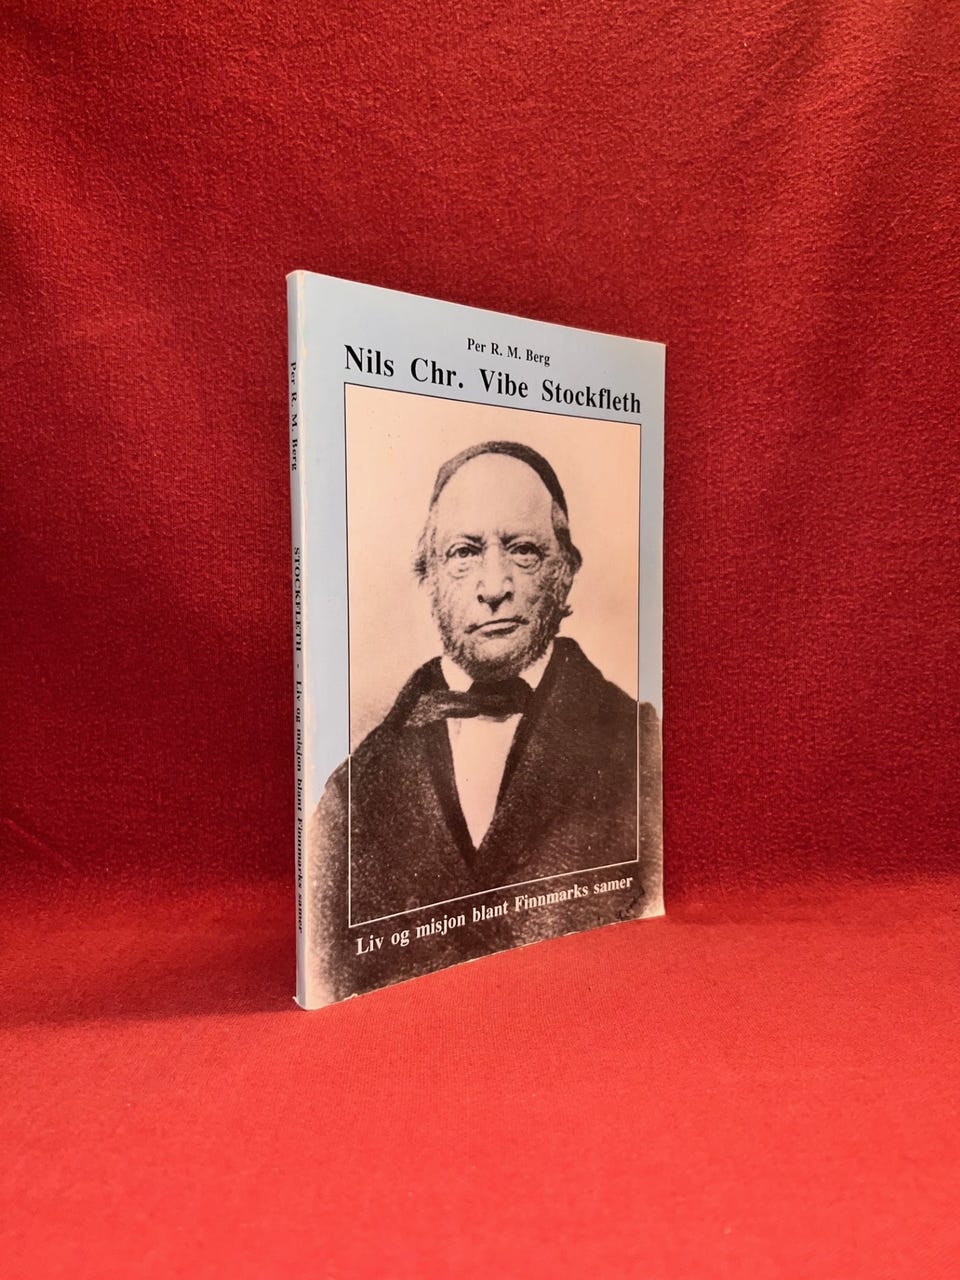 Per R. M. Berg
Nils Chr. Vibe Stockfleth
Liv og misjon blant Finnmarks samer
Per R. M. Berg STOCKFLETH - Liv og misjon blant Finnmarks samer